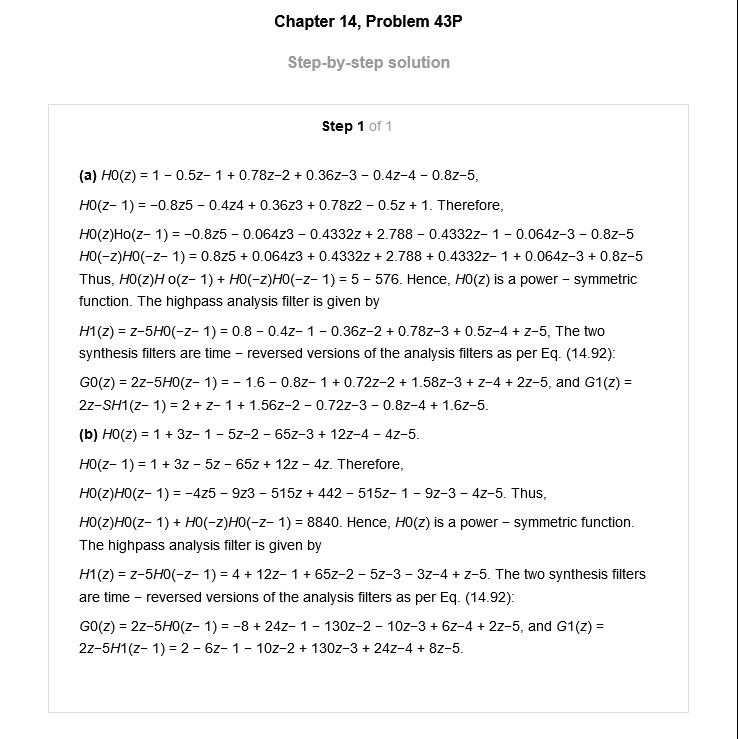 Chapter 14, Problem 43P
Step-by-step solution
Step 1 of 1
(a) H0(z) = 1 − 0.5z− 1 + 0.78z−2 + 0.36z−3 − 0.4z−4 − 0.8z−5,
H0(z− 1) = −0.8z5 − 0.4z4 + 0.36z3 + 0.78z2 − 0.5z + 1. Therefore,
H0(z)Ho(z− 1) = −0.8z5 − 0.064z3 − 0.4332z + 2.788 − 0.4332z− 1 − 0.064z−3 − 0.8z−5
H0(−z)H0(−z− 1) = 0.8z5 + 0.064z3 + 0.4332z + 2.788 + 0.4332z− 1 + 0.064z−3 + 0.8z−5
Thus, H0(z)H o(z− 1) + H0(−z)H0(−z− 1) = 5 − 576. Hence, H0(z) is a power − symmetric
function. The highpass analysis filter is given by
H1(z) = z−5H0(−z− 1) = 0.8 − 0.4z− 1 − 0.36z−2 + 0.78z−3 + 0.5z−4 + z−5, The two
synthesis filters are time − reversed versions of the analysis filters as per Eq. (14.92):
G0(z) = 2z−5H0(z− 1) = − 1.6 − 0.8z− 1 + 0.72z−2 + 1.58z−3 + z−4 + 2z−5, and G1(z) =
2z−SH1(z− 1) = 2 + z− 1 + 1.56z−2 − 0.72z−3 − 0.8z−4 + 1.6z−5.
(b) H0(z) = 1 + 3z− 1 − 5z−2 − 65z−3 + 12z−4 − 4z−5.
H0(z− 1) = 1 + 3z − 5z − 65z + 12z − 4z. Therefore,
H0(z)H0(z− 1) = −4z5 − 9z3 − 515z + 442 − 515z− 1 − 9z−3 − 4z−5. Thus,
H0(z)H0(z− 1) + H0(−z)H0(−z− 1) = 8840. Hence, H0(z) is a power − symmetric function.
The highpass analysis filter is given by
H1(z) = z−5H0(−z− 1) = 4 + 12z− 1 + 65z−2 − 5z−3 − 3z−4 + z−5. The two synthesis filters
are time − reversed versions of the analysis filters as per Eq. (14.92):
G0(z) = 2z−5H0(z− 1) = −8 + 24z− 1 − 130z−2 − 10z−3 + 6z−4 + 2z−5, and G1(z) =
2z−5H1(z− 1) = 2 − 6z− 1 − 10z−2 + 130z−3 + 24z−4 + 8z−5.